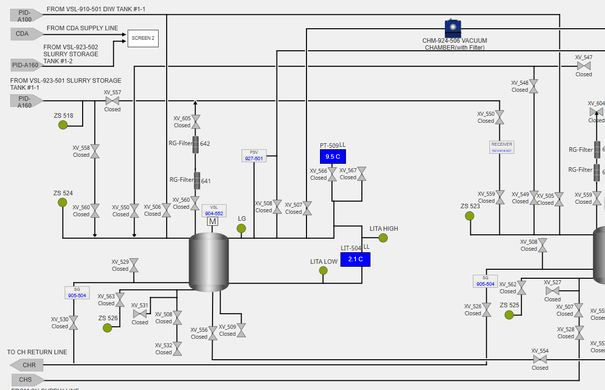 PID-A100
FROM VSL-910-501 DIW TANK #1-1
CDA
FROM CDA SUPPLY LINE
FROM VSL-923-502
SLURRY STORAGE
TANK #1-2
PID-A160
SCREEN 2
FROM VSL-923-501 SLURRY STORAGE
TANK #1-1
PID-
A160
CHM-924-506 VACUUM
CHAMBER(with Filter)
XV_547
Closed
XV_548
Closed
XV_557
Closed
ZS 518
XV_605
Closed
XV_550
Closed
XV_604
Closed
RG-Filter
642
XV_558
Closed
PSV
927-501
PT-509
LL
9.5 C
RECEIVER
RG-Filter
RG-Filter
641
XV_566
Closed
XV_567
Closed
ZS 524
XV_560
Closed
XV_550
Closed
XV_506
Closed
XV_560
Closed
VSL
904-552
M
LG
XV_508
Closed
XV_507
Closed
ZS 523
XV_559
Closed
XV_549
Closed
XV_505
Closed
LITA HIGH
LIT-504
LL
2.1 C
LITA LOW
XV_508
Closed
XV_529
Closed
SG
905-504
XV_563
Closed
XV_531
Closed
XV_508
Closed
ZS 526
XV_530
Closed
XV_556
Closed
XV_509
Closed
XV_532
Closed
SG
905-504
XV_562
Closed
XV_527
Closed
XV_526
Closed
ZS 525
XV_507
Closed
XV_528
Closed
XV_554
Closed
TO CH RETURN LINE
CHR
CHS